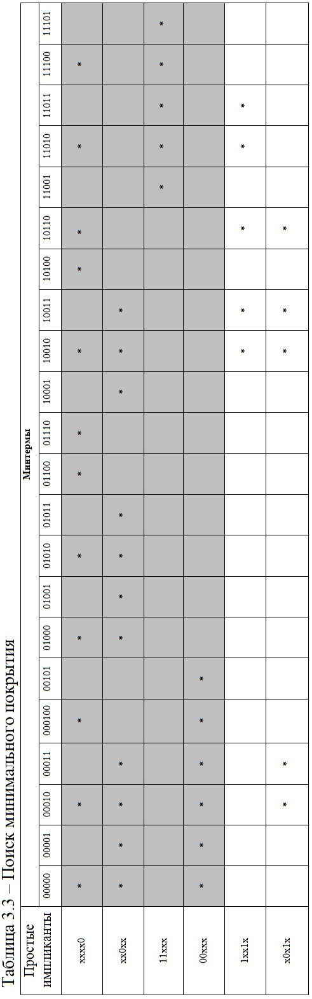 Таблица 3.3 – Поиск минимального покрытия
Простые импликанты
Минтермы
00000 00001 00010 00011 000100 00101 01000 01001 01010 01011 01100 01110 10001 10010 10011 10100 10110 11001 11010 11011 11100 11101
xxxx0 * * * * * * * * * * * *
xx0xx * * * * * * * * * * *
11xxx * * * * *
00xxx * * * * * *
1xx1x * * * * *
x0x1x * * * * *